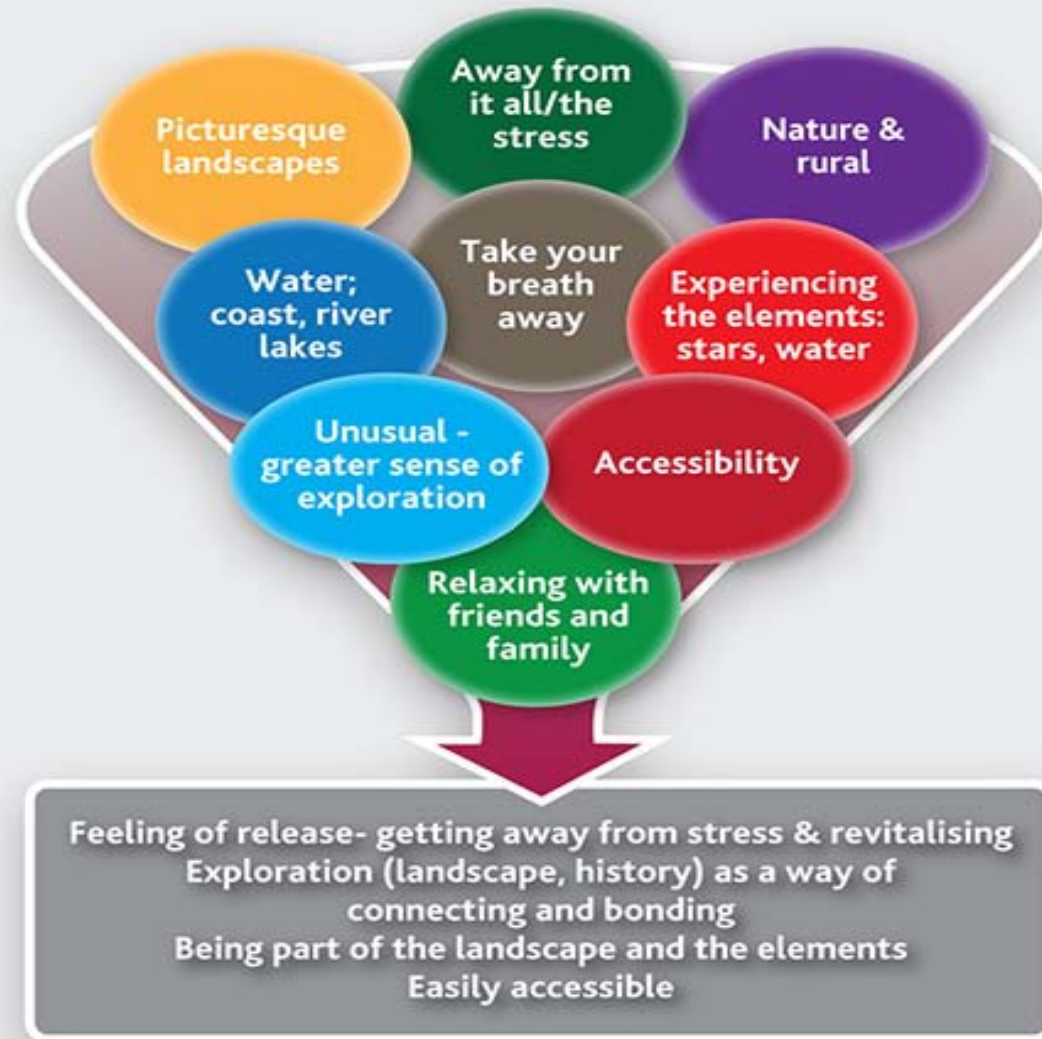 Picturesque
landscapes
Away from
it all/the
stress
Nature &
rural
Water;
coast, river
lakes
Take your
breath
away
Experiencing
the elements:
stars, water
Unusual -
greater sense of
exploration
Accessibility
Relaxing with
friends and
family
Feeling of release- getting away from stress & revitalising
Exploration (landscape, history) as a way of
connecting and bonding
Being part of the landscape and the elements
Easily accessible